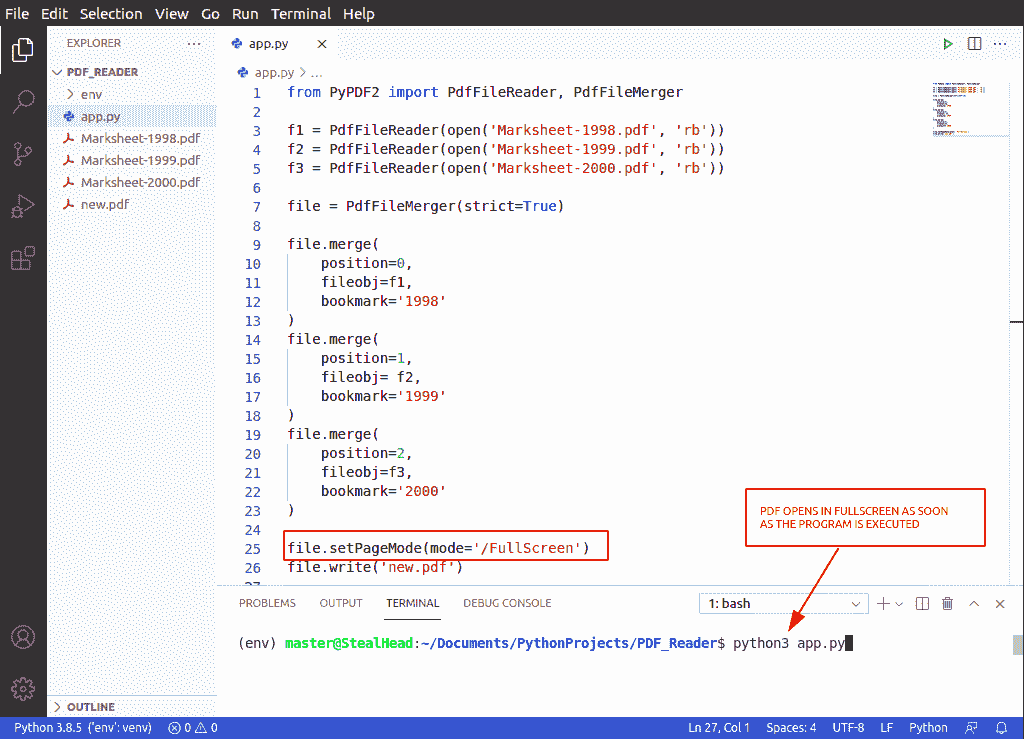 File Edit Selection View Go Run Terminal Help
EXPLORER ...
PDF_READER
env
app.py
Marksheet-1998.pdf
Marksheet-1999.pdf
Marksheet-2000.pdf
new.pdf
OUTLINE
app.py
app.py > ...
1 from PyPDF2 import PdfFileReader, PdfFileMerger
2
3 f1 = PdfFileReader(open('Marksheet-1998.pdf', 'rb'))
4 f2 = PdfFileReader(open('Marksheet-1999.pdf', 'rb'))
5 f3 = PdfFileReader(open('Marksheet-2000.pdf', 'rb'))
6
7 file = PdfFileMerger(strict=True)
8
9 file.merge(
10 position=0,
11 fileobj=f1,
12 bookmark='1998'
13 )
14 file.merge(
15 position=1,
16 fileobj= f2,
17 bookmark='1999'
18 )
19 file.merge(
20 position=2,
21 fileobj=f3,
22 bookmark='2000'
23 )
24
25 file.setPageMode(mode='/FullScreen')
26 file.write('new.pdf')
27
PDF OPENS IN FULLSCREEN AS SOON
AS THE PROGRAM IS EXECUTED
PROBLEMS OUTPUT TERMINAL DEBUG CONSOLE 1: bash
(env) master@StealHead:~/Documents/PythonProjects/PDF_Reader$ python3 app.py
Python 3.8.5 ('env': venv) 0 0 Ln 27, Col 1 Spaces: 4 UTF-8 LF Python